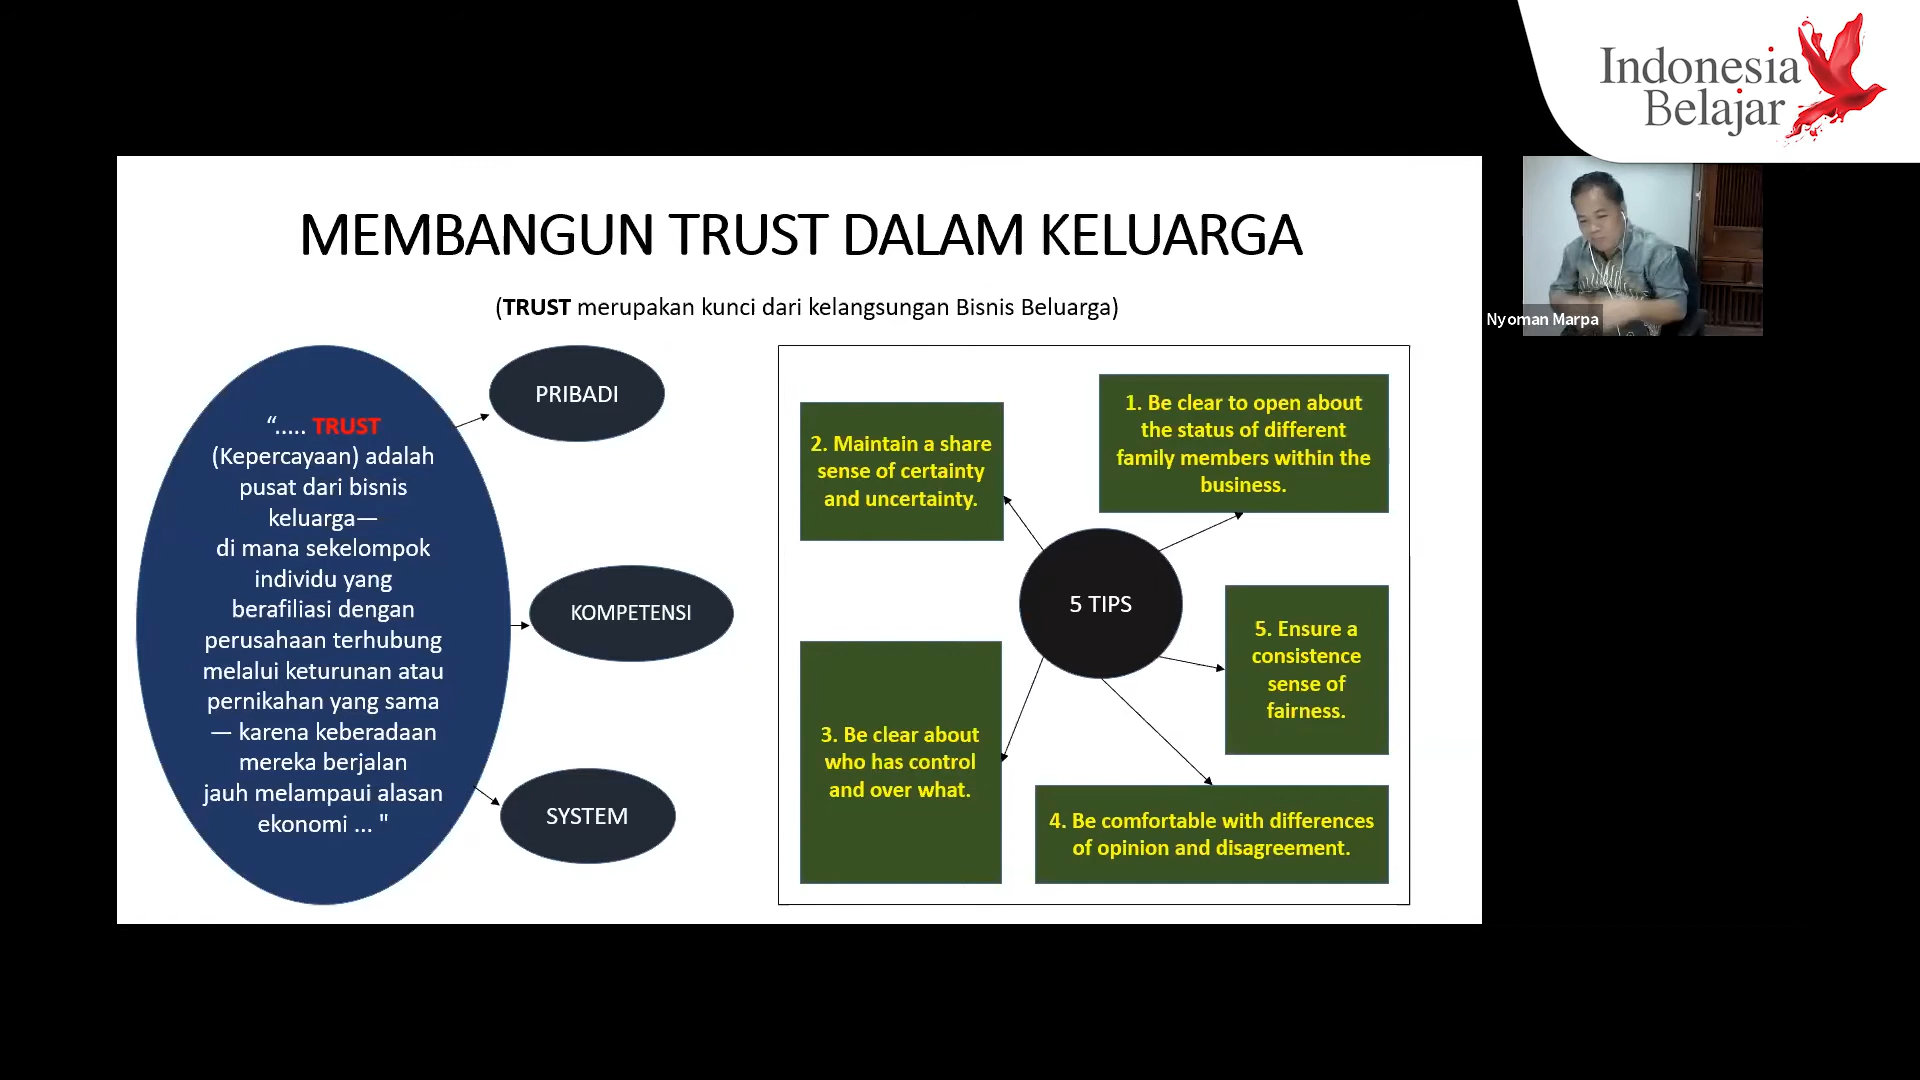 Indonesia
Belajar
MEMBANGUN TRUST DALAM KELUARGA
(TRUST merupakan kunci dari kelangsungan Bisnis Beluarga)
Nyoman Marpa
“..... TRUST
(Kepercayaan) adalah
pusat dari bisnis
keluarga—
di mana sekelompok
individu yang
berafiliasi dengan
perusahaan terhubung
melalui keturunan atau
pernikahan yang sama
— karena keberadaan
mereka berjalan
jauh melampaui alasan
ekonomi ... "
PRIBADI
KOMPETENSI
SYSTEM
5 TIPS
1. Be clear to open about
the status of different
family members within the
business.
2. Maintain a share
sense of certainty
and uncertainty.
3. Be clear about
who has control
and over what.
4. Be comfortable with differences
of opinion and disagreement.
5. Ensure a
consistence
sense of
fairness.